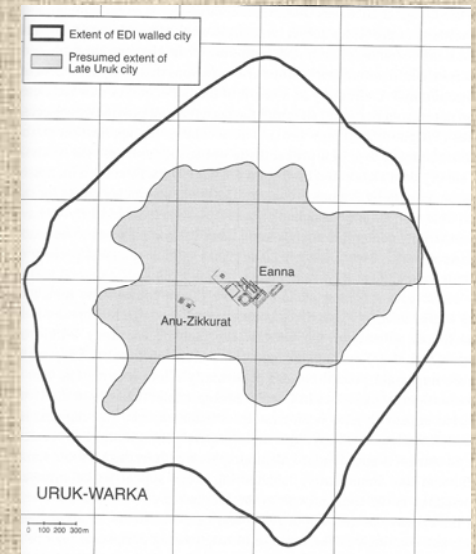 Extent of EDI walled city
Presumed extent of
Late Uruk city
Eanna
Anu-Zikkurat
URUK-WARKA
0 100 200 300m